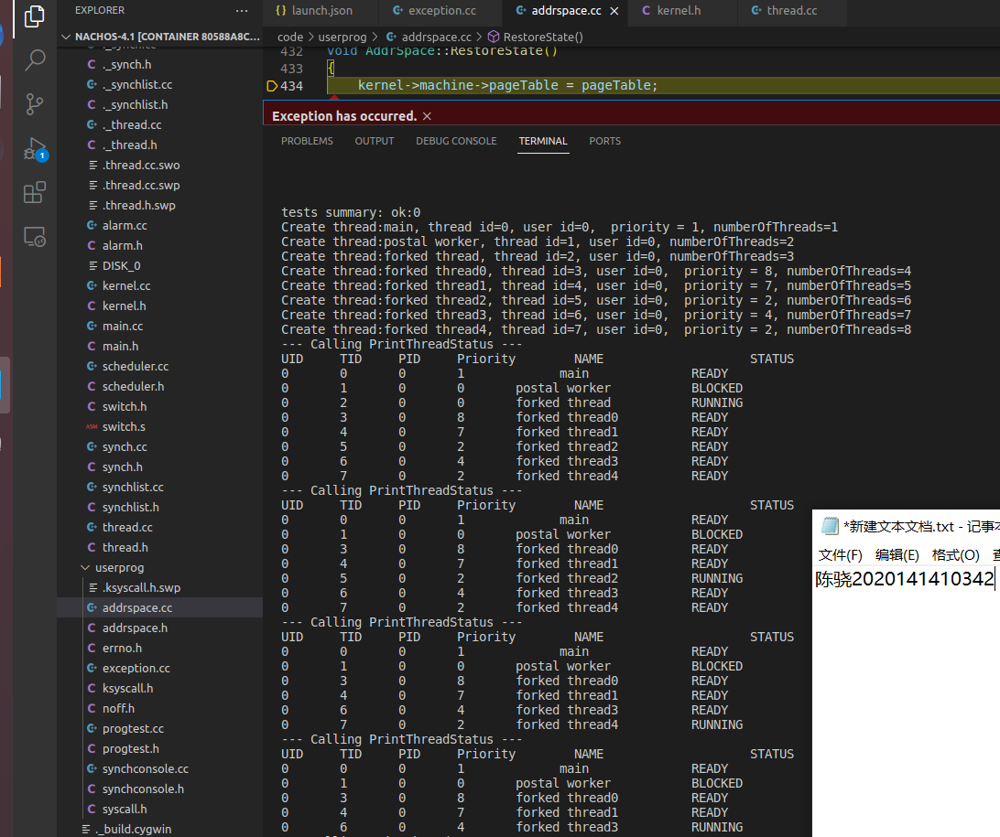 EXPLORER ···
launch.json exception.cc addrspace.cc × kernel.h thread.cc
NACHOS-4.1 [CONTAINER 80588A8C...
code > userprog > addrspace.cc > RestoreState()
432 void AddrSpace::RestoreState()
433 {
434 kernel->machine->pageTable = pageTable;
Exception has occurred. ×
PROBLEMS OUTPUT DEBUG CONSOLE TERMINAL PORTS
._synch.h
._synchlist.cc
._synchlist.h
._thread.cc
._thread.h
.thread.cc.swo
.thread.cc.swp
.thread.h.swp
alarm.cc
alarm.h
DISK_0
kernel.cc
kernel.h
main.cc
main.h
scheduler.cc
scheduler.h
switch.h
ASM switch.s
synch.cc
synch.h
synchlist.cc
synchlist.h
thread.cc
thread.h
userprog
.ksyscall.h.swp
addrspace.cc
addrspace.h
errno.h
exception.cc
ksyscall.h
noff.h
progtest.cc
progtest.h
synchconsole.cc
synchconsole.h
syscall.h
._build.cygwin
1
tests summary: ok:0
Create thread:main, thread id=0, user id=0, priority = 1, numberOfThreads=1
Create thread:postal worker, thread id=1, user id=0, numberOfThreads=2
Create thread:forked thread, thread id=2, user id=0, numberOfThreads=3
Create thread:forked thread0, thread id=3, user id=0, priority = 8, numberOfThreads=4
Create thread:forked thread1, thread id=4, user id=0, priority = 7, numberOfThreads=5
Create thread:forked thread2, thread id=5, user id=0, priority = 2, numberOfThreads=6
Create thread:forked thread3, thread id=6, user id=0, priority = 4, numberOfThreads=7
Create thread:forked thread4, thread id=7, user id=0, priority = 2, numberOfThreads=8
--- Calling PrintThreadStatus ---
UID TID PID Priority NAME STATUS
0 0 0 1 main READY
0 1 0 0 postal worker BLOCKED
0 2 0 0 forked thread RUNNING
0 3 0 8 forked thread0 READY
0 4 0 7 forked thread1 READY
0 5 0 2 forked thread2 READY
0 6 0 4 forked thread3 READY
0 7 0 2 forked thread4 READY
--- Calling PrintThreadStatus ---
UID TID PID Priority NAME STATUS
0 0 0 1 main READY
0 1 0 0 postal worker BLOCKED
0 3 0 8 forked thread0 READY
0 4 0 7 forked thread1 READY
0 5 0 2 forked thread2 RUNNING
0 6 0 4 forked thread3 READY
0 7 0 2 forked thread4 READY
--- Calling PrintThreadStatus ---
UID TID PID Priority NAME STATUS
0 0 0 1 main READY
0 1 0 0 postal worker BLOCKED
0 3 0 8 forked thread0 READY
0 4 0 7 forked thread1 READY
0 6 0 4 forked thread3 READY
0 7 0 2 forked thread4 RUNNING
--- Calling PrintThreadStatus ---
UID TID PID Priority NAME STATUS
0 0 0 1 main READY
0 1 0 0 postal worker BLOCKED
0 3 0 8 forked thread0 READY
0 4 0 7 forked thread1 READY
0 6 0 4 forked thread3 RUNNING
*新建文本文档.txt - 记事本
文件(F) 编辑(E) 格式(O)
陈骁2020141410342